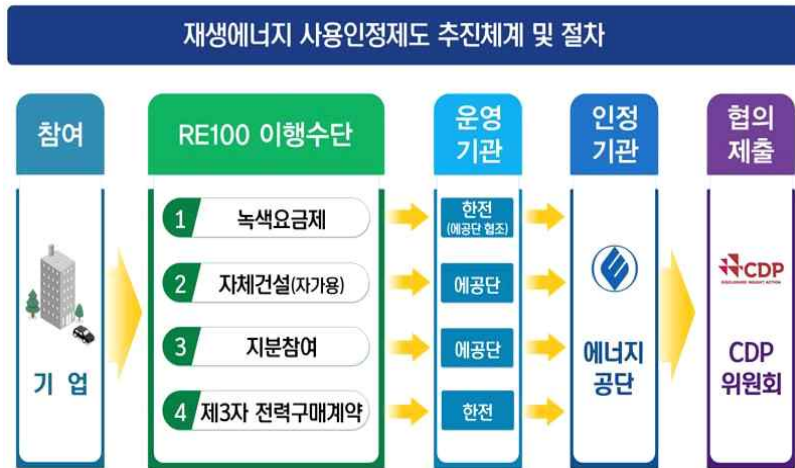 재생에너지 사용인정제도 추진체계 및 절차
참여
RE100 이행수단
운영
기관
인정
기관
협의
제출
기 업
1 녹색요금제
2 자체건설(자가용)
3 지분참여
4 제3자 전력구매계약
한전
(에공단 협조)
에공단
에공단
한전
에너지
공단
CDP
DISCLOSURE INSIGHT ACTION
CDP
위원회